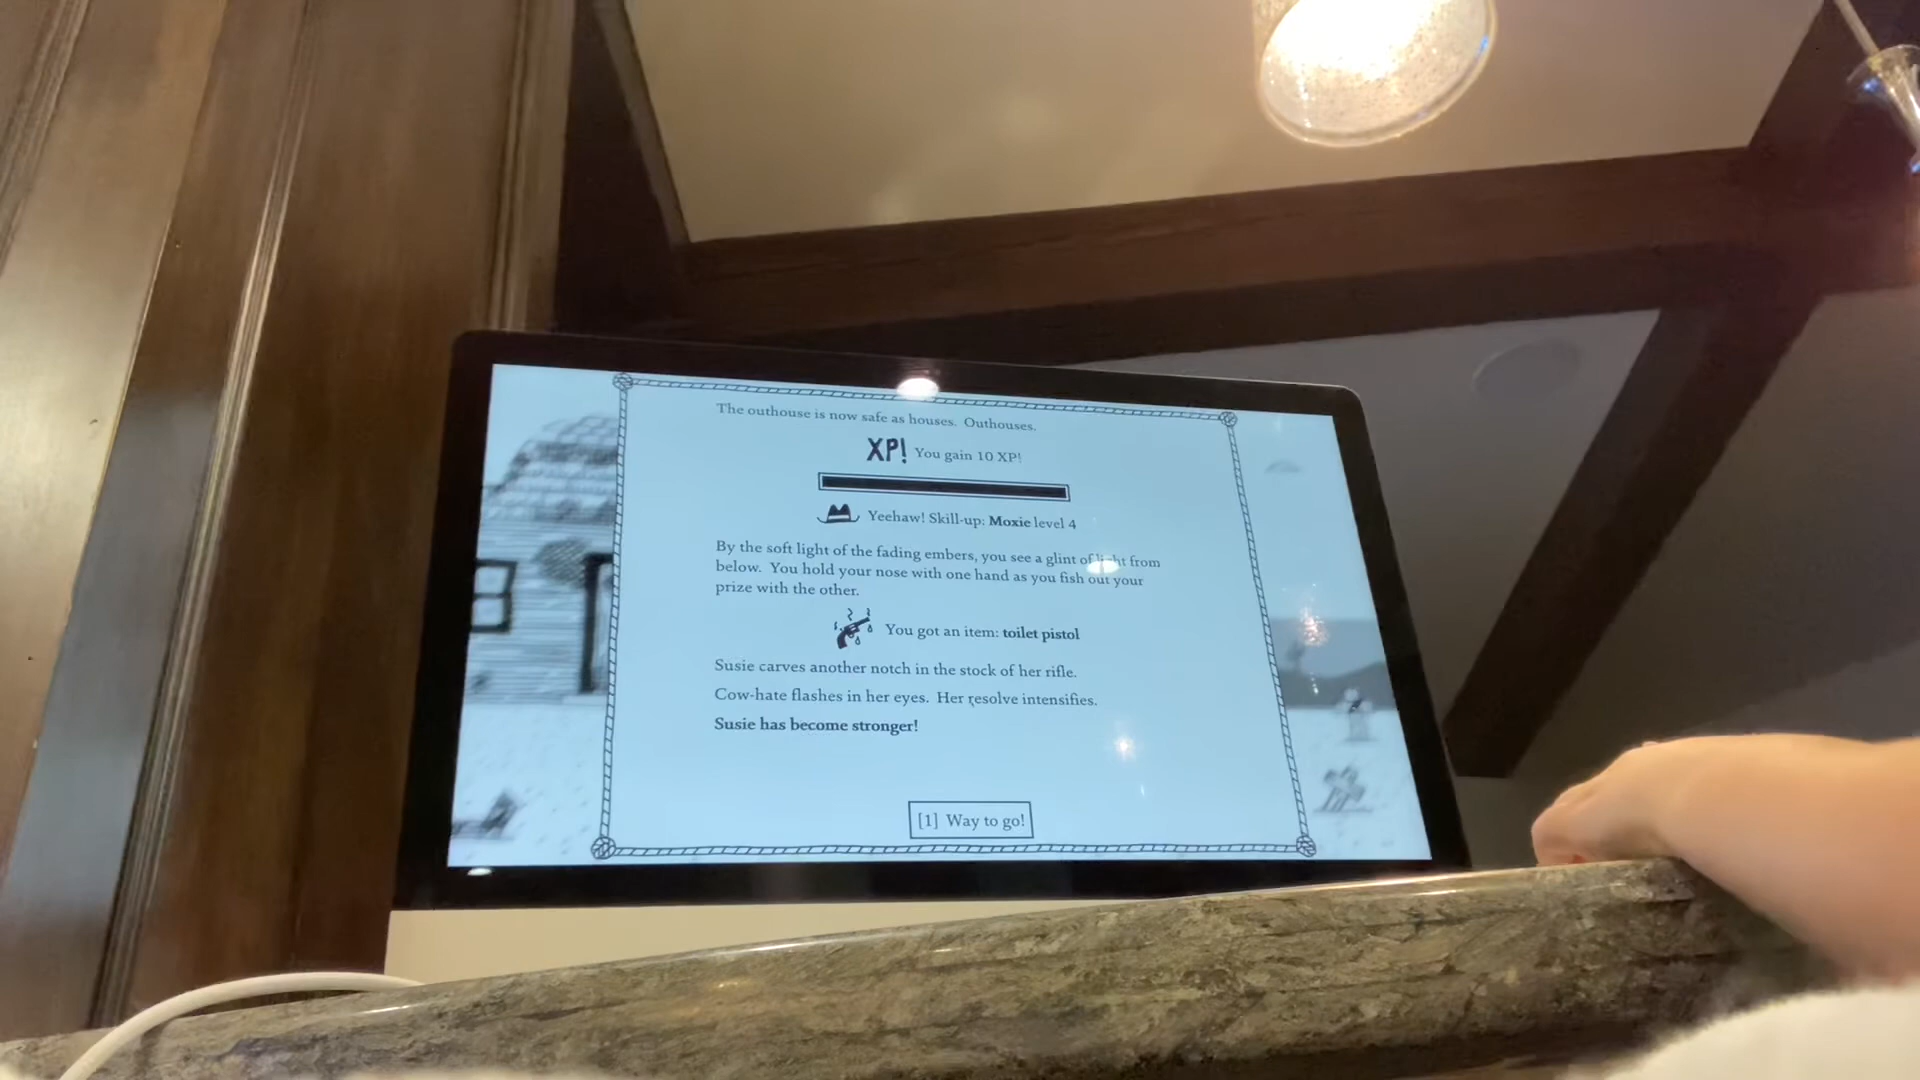 The outhouse is now safe as houses. Outhouses.
XP! You gain 10 XP!
Yeehaw! Skill-up: Moxie level 4
By the soft light of the fading embers, you see a glint of light from
below. You hold your nose with one hand as you fish out your
prize with the other.
You got an item: toilet pistol
Susie carves another notch in the stock of her rifle.
Cow-hate flashes in her eyes. Her resolve intensifies.
Susie has become stronger!
[1] Way to go!